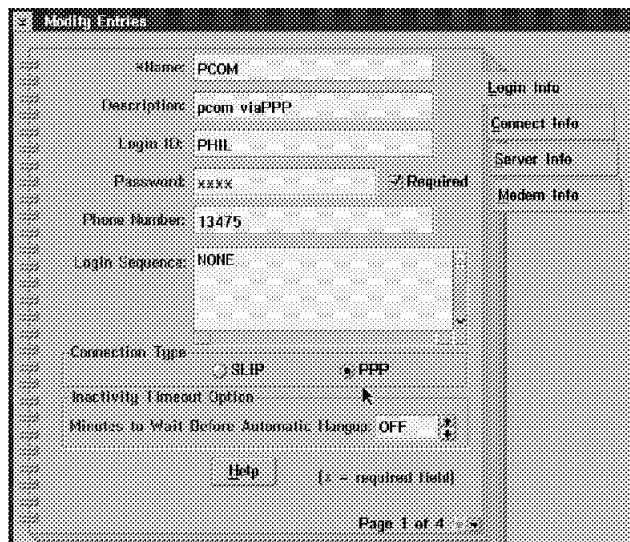 Modify Entries
*Name: PCOM
Description: pcom viaPPP
Login ID: PHIL
Password: xxxx
Required
Phone Number: 13475
Login Sequence: NONE
Connection Type
SLIP
PPP
Inactivity Timeout Option
Minutes to Wait Before Automatic Hangup: OFF
Help
(* - required field)
Page 1 of 4
Login Info
Connect Info
Server Info
Modem Info